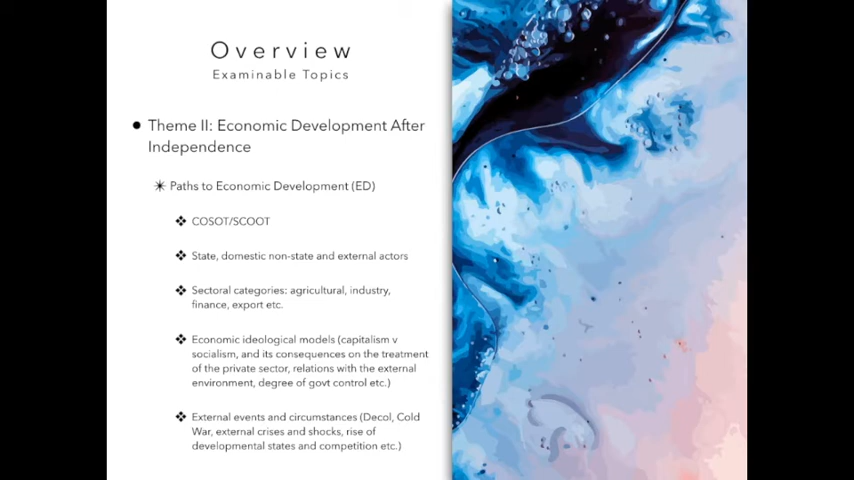 Overview
Examinable Topics
Theme II: Economic Development After
Independence
Paths to Economic Development (ED)
COSOT/SCOOT
State, domestic non-state and external actors
Sectoral categories: agricultural, industry,
finance, export etc.
Economic ideological models (capitalism v
socialism, and its consequences on the treatment
of the private sector, relations with the external
environment, degree of govt control etc.)
External events and circumstances (Decol, Cold
War, external crises and shocks, rise of
developmental states and competition etc.)